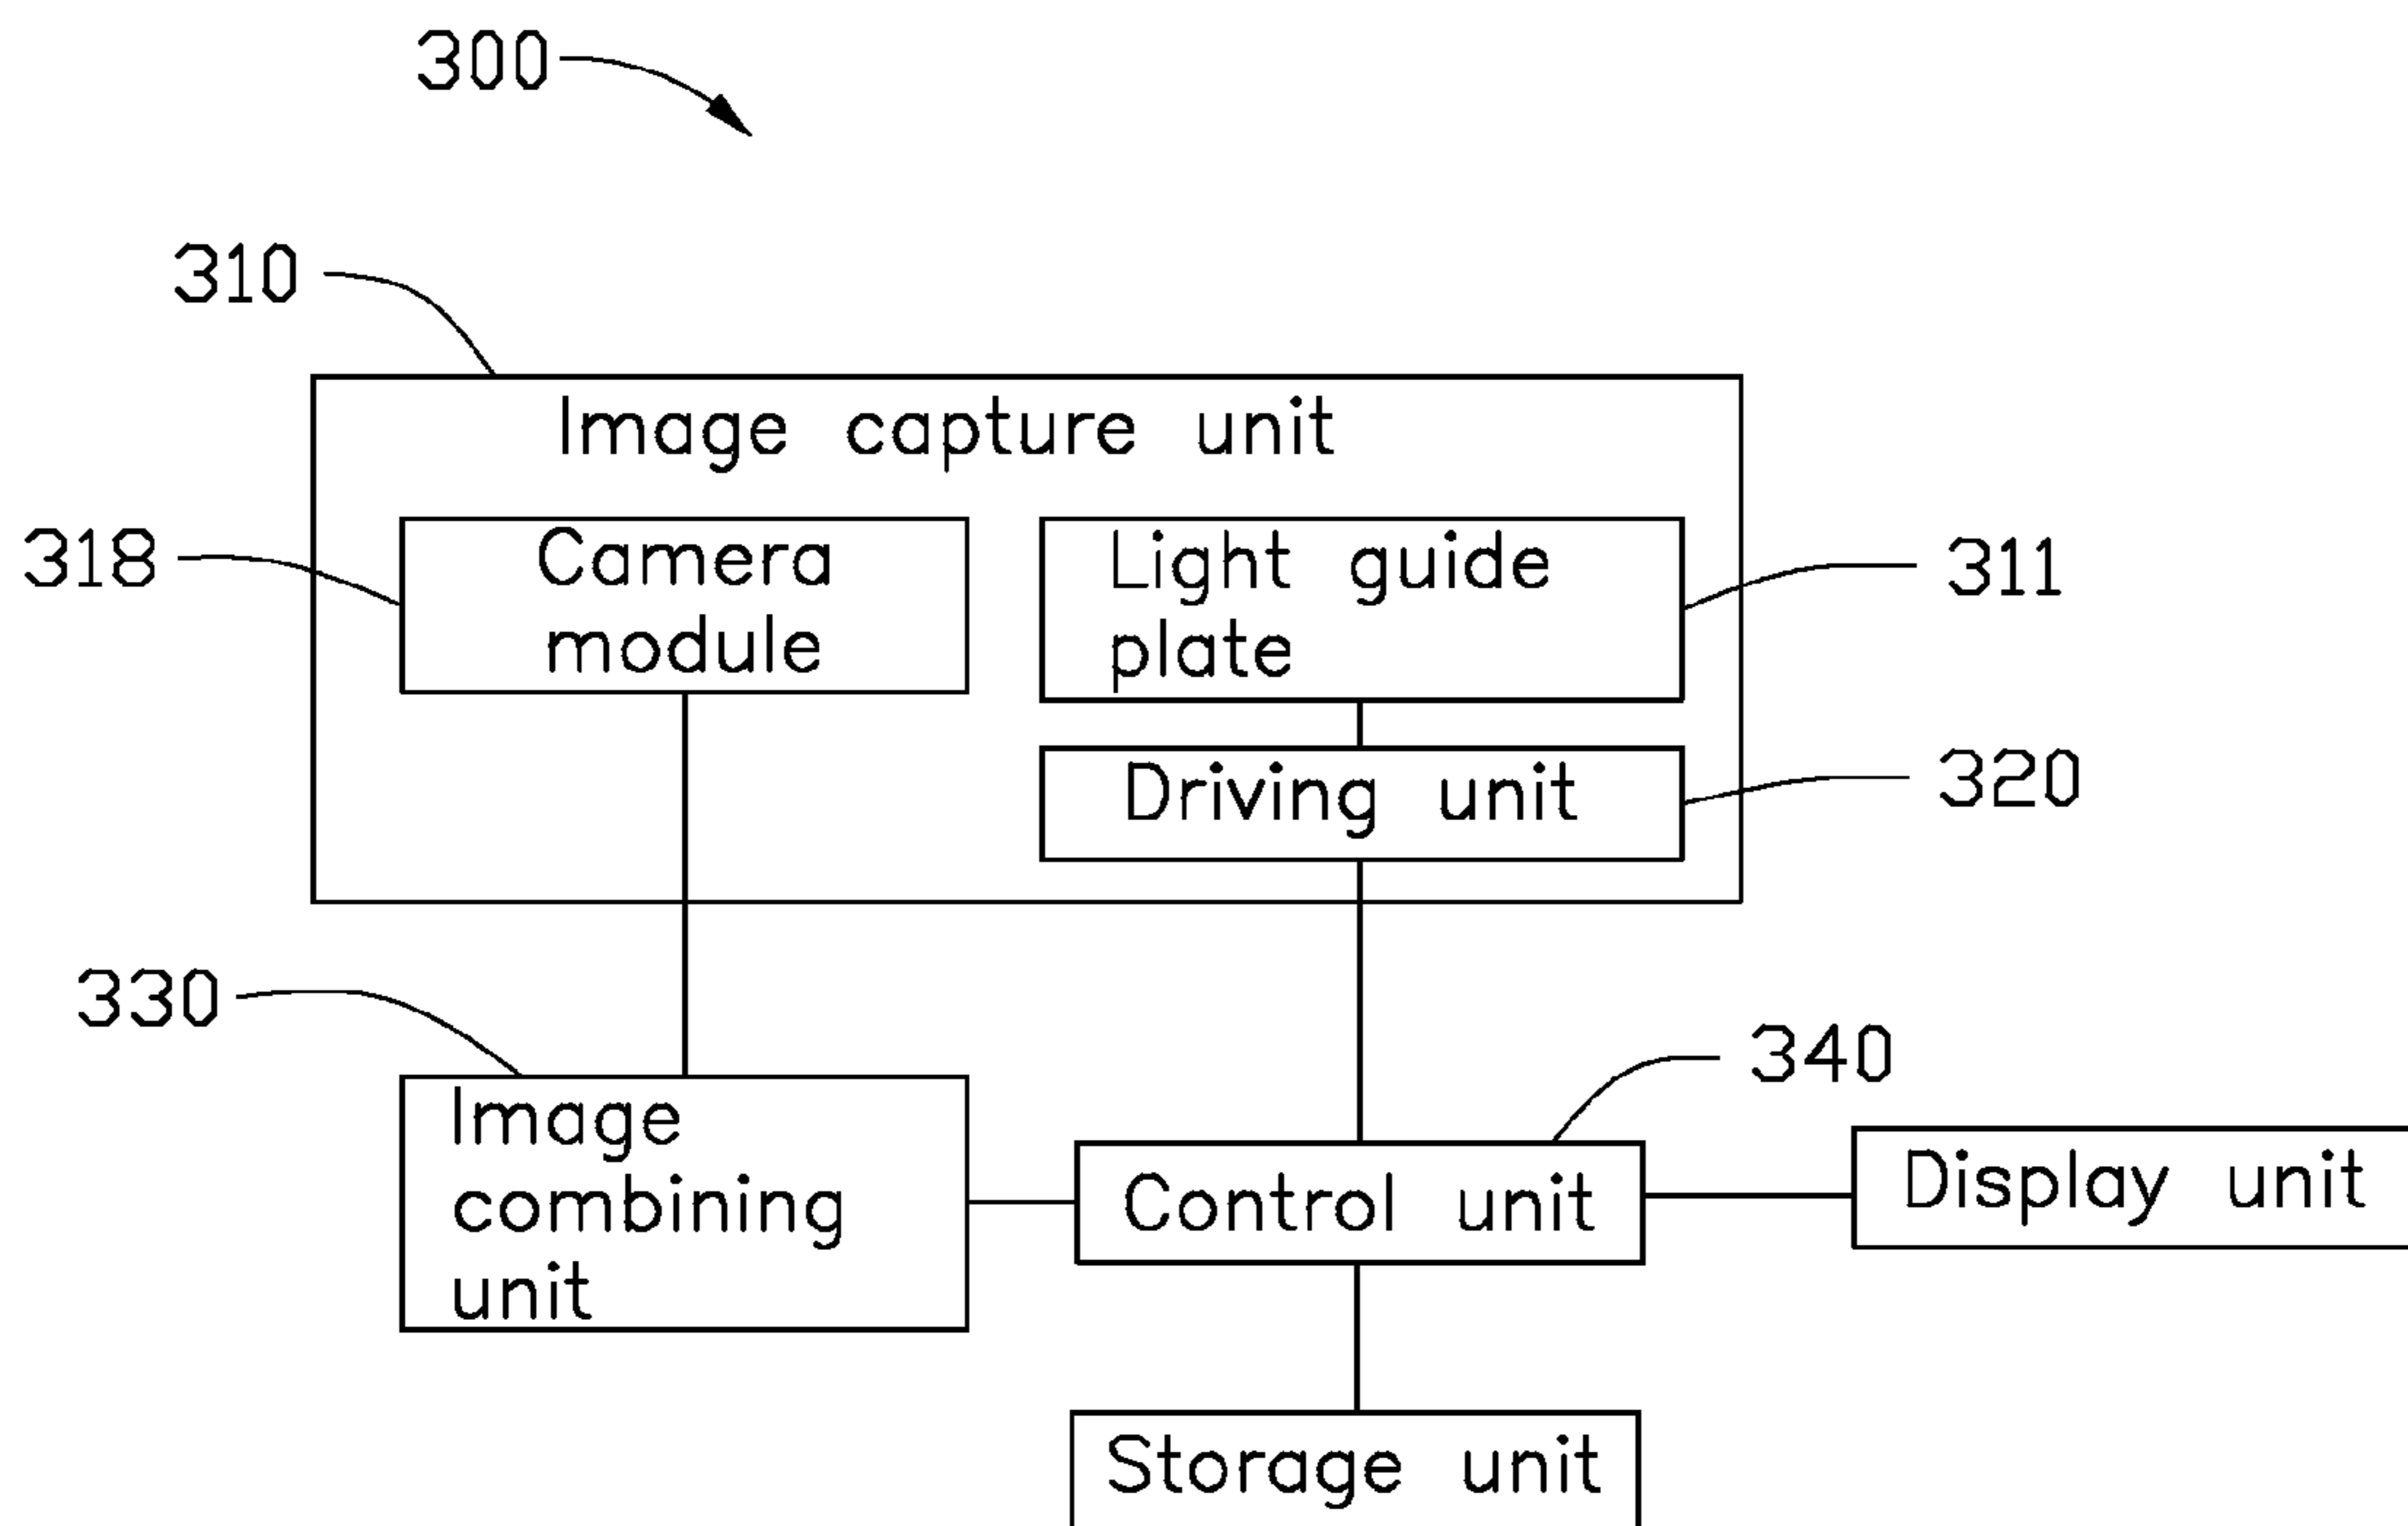 300
310
Image capture unit
318
Camera
module
Light guide
plate
311
Driving unit
320
330
Image
combining
unit
340
Control unit
Display unit
Storage unit